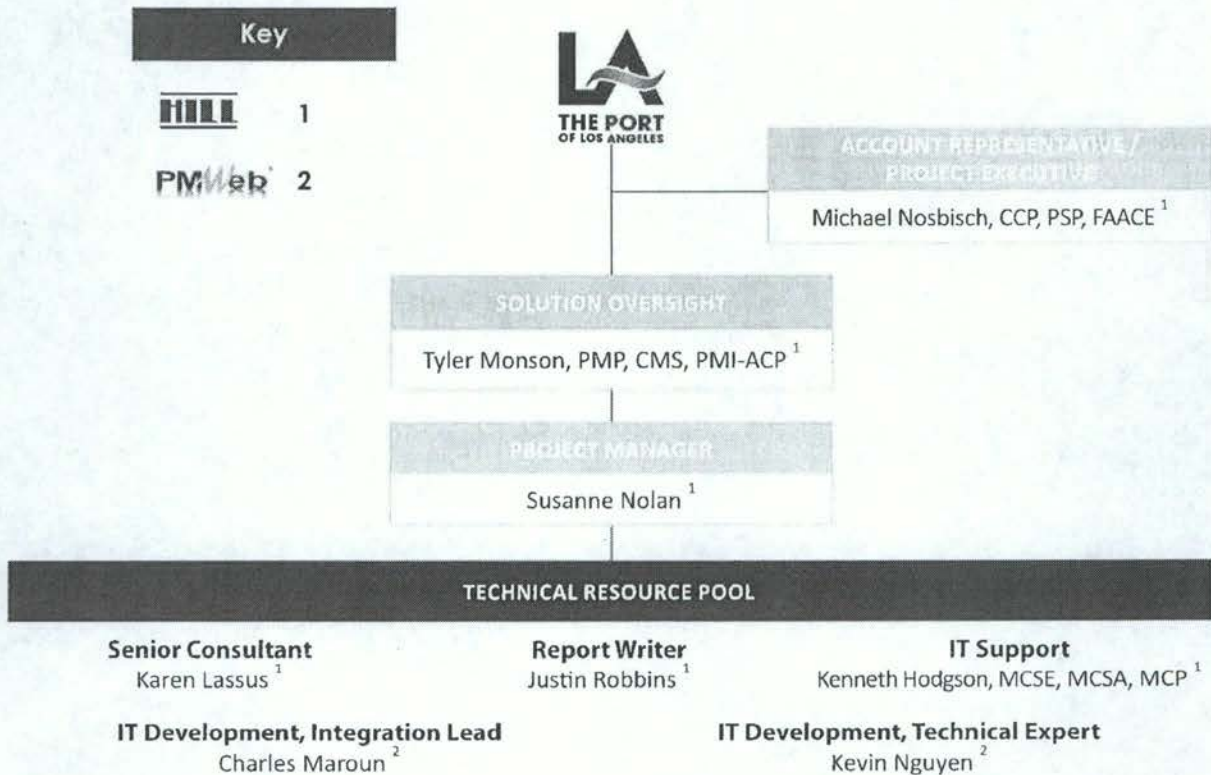 Key
HILL 1
PMWeb 2
LA
THE PORT
OF LOS ANGELES
ACCOUNT REPRESENTATIVE /
PROJECT EXECUTIVE
Michael Nosbisch, CCP, PSP, FAACE 1
SOLUTION OVERSIGHT
Tyler Monson, PMP, CMS, PMI-ACP 1
PROJECT MANAGER
Susanne Nolan 1
TECHNICAL RESOURCE POOL
Senior Consultant
Karen Lassus 1
Report Writer
Justin Robbins 1
IT Support
Kenneth Hodgson, MCSE, MCSA, MCP 1
IT Development, Integration Lead
Charles Maroun 2
IT Development, Technical Expert
Kevin Nguyen 2